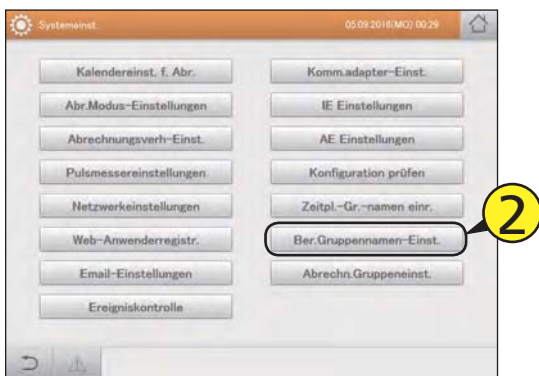 Systemeinst.
05.09.2016(MO) 00:29
Kalendereinst. f. Abr.
Abr.Modus-Einstellungen
Abrechnungsverh-Einst.
Pulsmessereinstellungen
Netzwerkeinstellungen
Web-Anwenderregistr.
Email-Einstellungen
Ereigniskontrolle
Komm.adapter-Einst.
IE Einstellungen
AE Einstellungen
Konfiguration prüfen
Zeitpl.-Gr.-namen einr.
Ber.Gruppennamen-Einst.
Abrechn.Gruppeneinst.
2